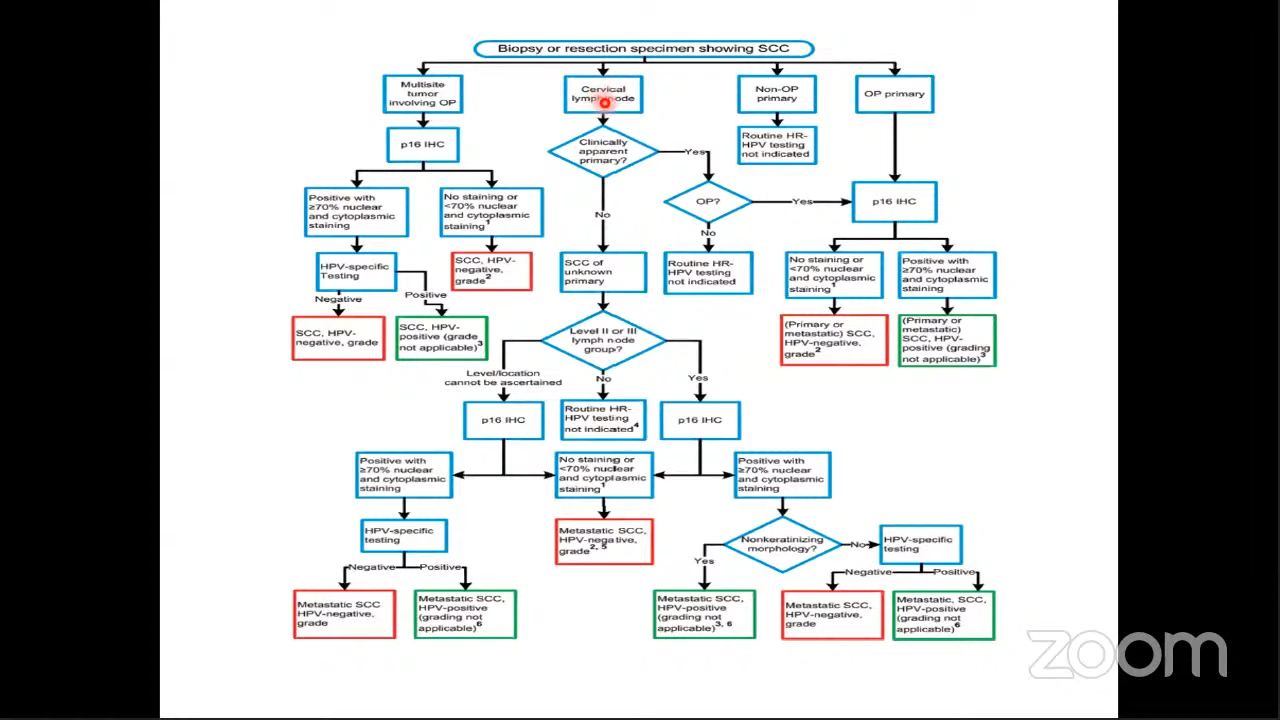 Biopsy or resection specimen showing SCC
Multisite
tumor
involving OP
Cervical
lymph node
Non-OP
primary
OP primary
p16 IHC
Clinically
apparent
primary?
Yes
Routine HR-
HPV testing
not indicated
Positive with
≥70% nuclear
and cytoplasmic
staining
No staining or
<70% nuclear
and cytoplasmic
staining1
No
OP?
Yes
p16 IHC
No
HPV-specific
Testing
SCC, HPV-
negative,
grade2
SCC of
unknown
primary
Routine HR-
HPV testing
not indicated
No staining or
<70% nuclear
and cytoplasmic
staining1
Positive with
≥70% nuclear
and cytoplasmic
staining
Negative
Positive
SCC, HPV-
negative, grade
SCC, HPV-
positive (grade
not applicable)3
Level II or III
lymph node
group?
(Primary or
metastatic) SCC,
HPV-negative,
grade2
(Primary or
metastatic)
SCC, HPV-
positive (grading
not applicable)3
Level/location
cannot be ascertained
No
Yes
p16 IHC
Routine HR-
HPV testing
not indicated4
p16 IHC
Positive with
≥70% nuclear
and cytoplasmic
staining
No staining or
<70% nuclear
and cytoplasmic
staining1
Positive with
≥70% nuclear
and cytoplasmic
staining
HPV-specific
testing
Metastatic SCC,
HPV-negative,
grade2, 5
Nonkeratinizing
morphology?
No
HPV-specific
testing
Yes
Negative
Positive
Negative
Positive
Metastatic SCC
HPV-negative,
grade
Metastatic SCC,
HPV-positive
(grading not
applicable)6
Metastatic SCC,
HPV-positive
(grading not
applicable)3, 6
Metastatic SCC,
HPV-negative,
grade
Metastatic, SCC,
HPV-positive
(grading not
applicable)6
zoom